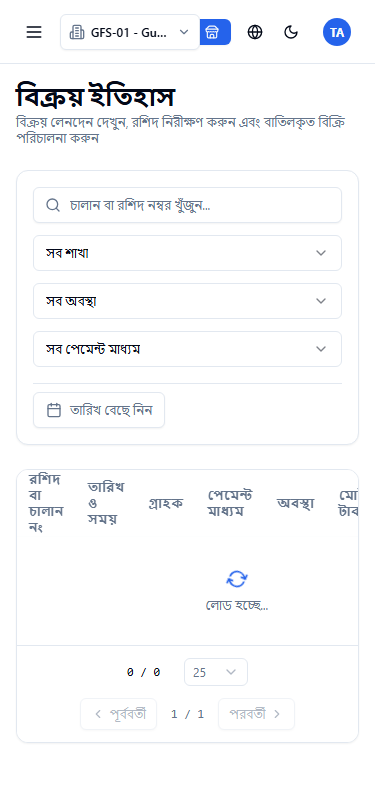 GFS-01 - Gu...
TA
বিক্রয় ইতিহাস
বিক্রয় লেনদেন দেখুন, রশিদ নিরীক্ষণ করুন এবং বাতিলকৃত বিক্রি
পরিচালনা করুন
চালান বা রশিদ নম্বর খুঁজুন...
সব শাখা
সব অবস্থা
সব পেমেন্ট মাধ্যম
তারিখ বেছে নিন
রশিদ বা চালান নং
তারিখ ও সময়
গ্রাহক
পেমেন্ট মাধ্যম
অবস্থা
লোড হচ্ছে...
0 / 0
25
পূর্ববর্তী
1 / 1
পরবর্তী